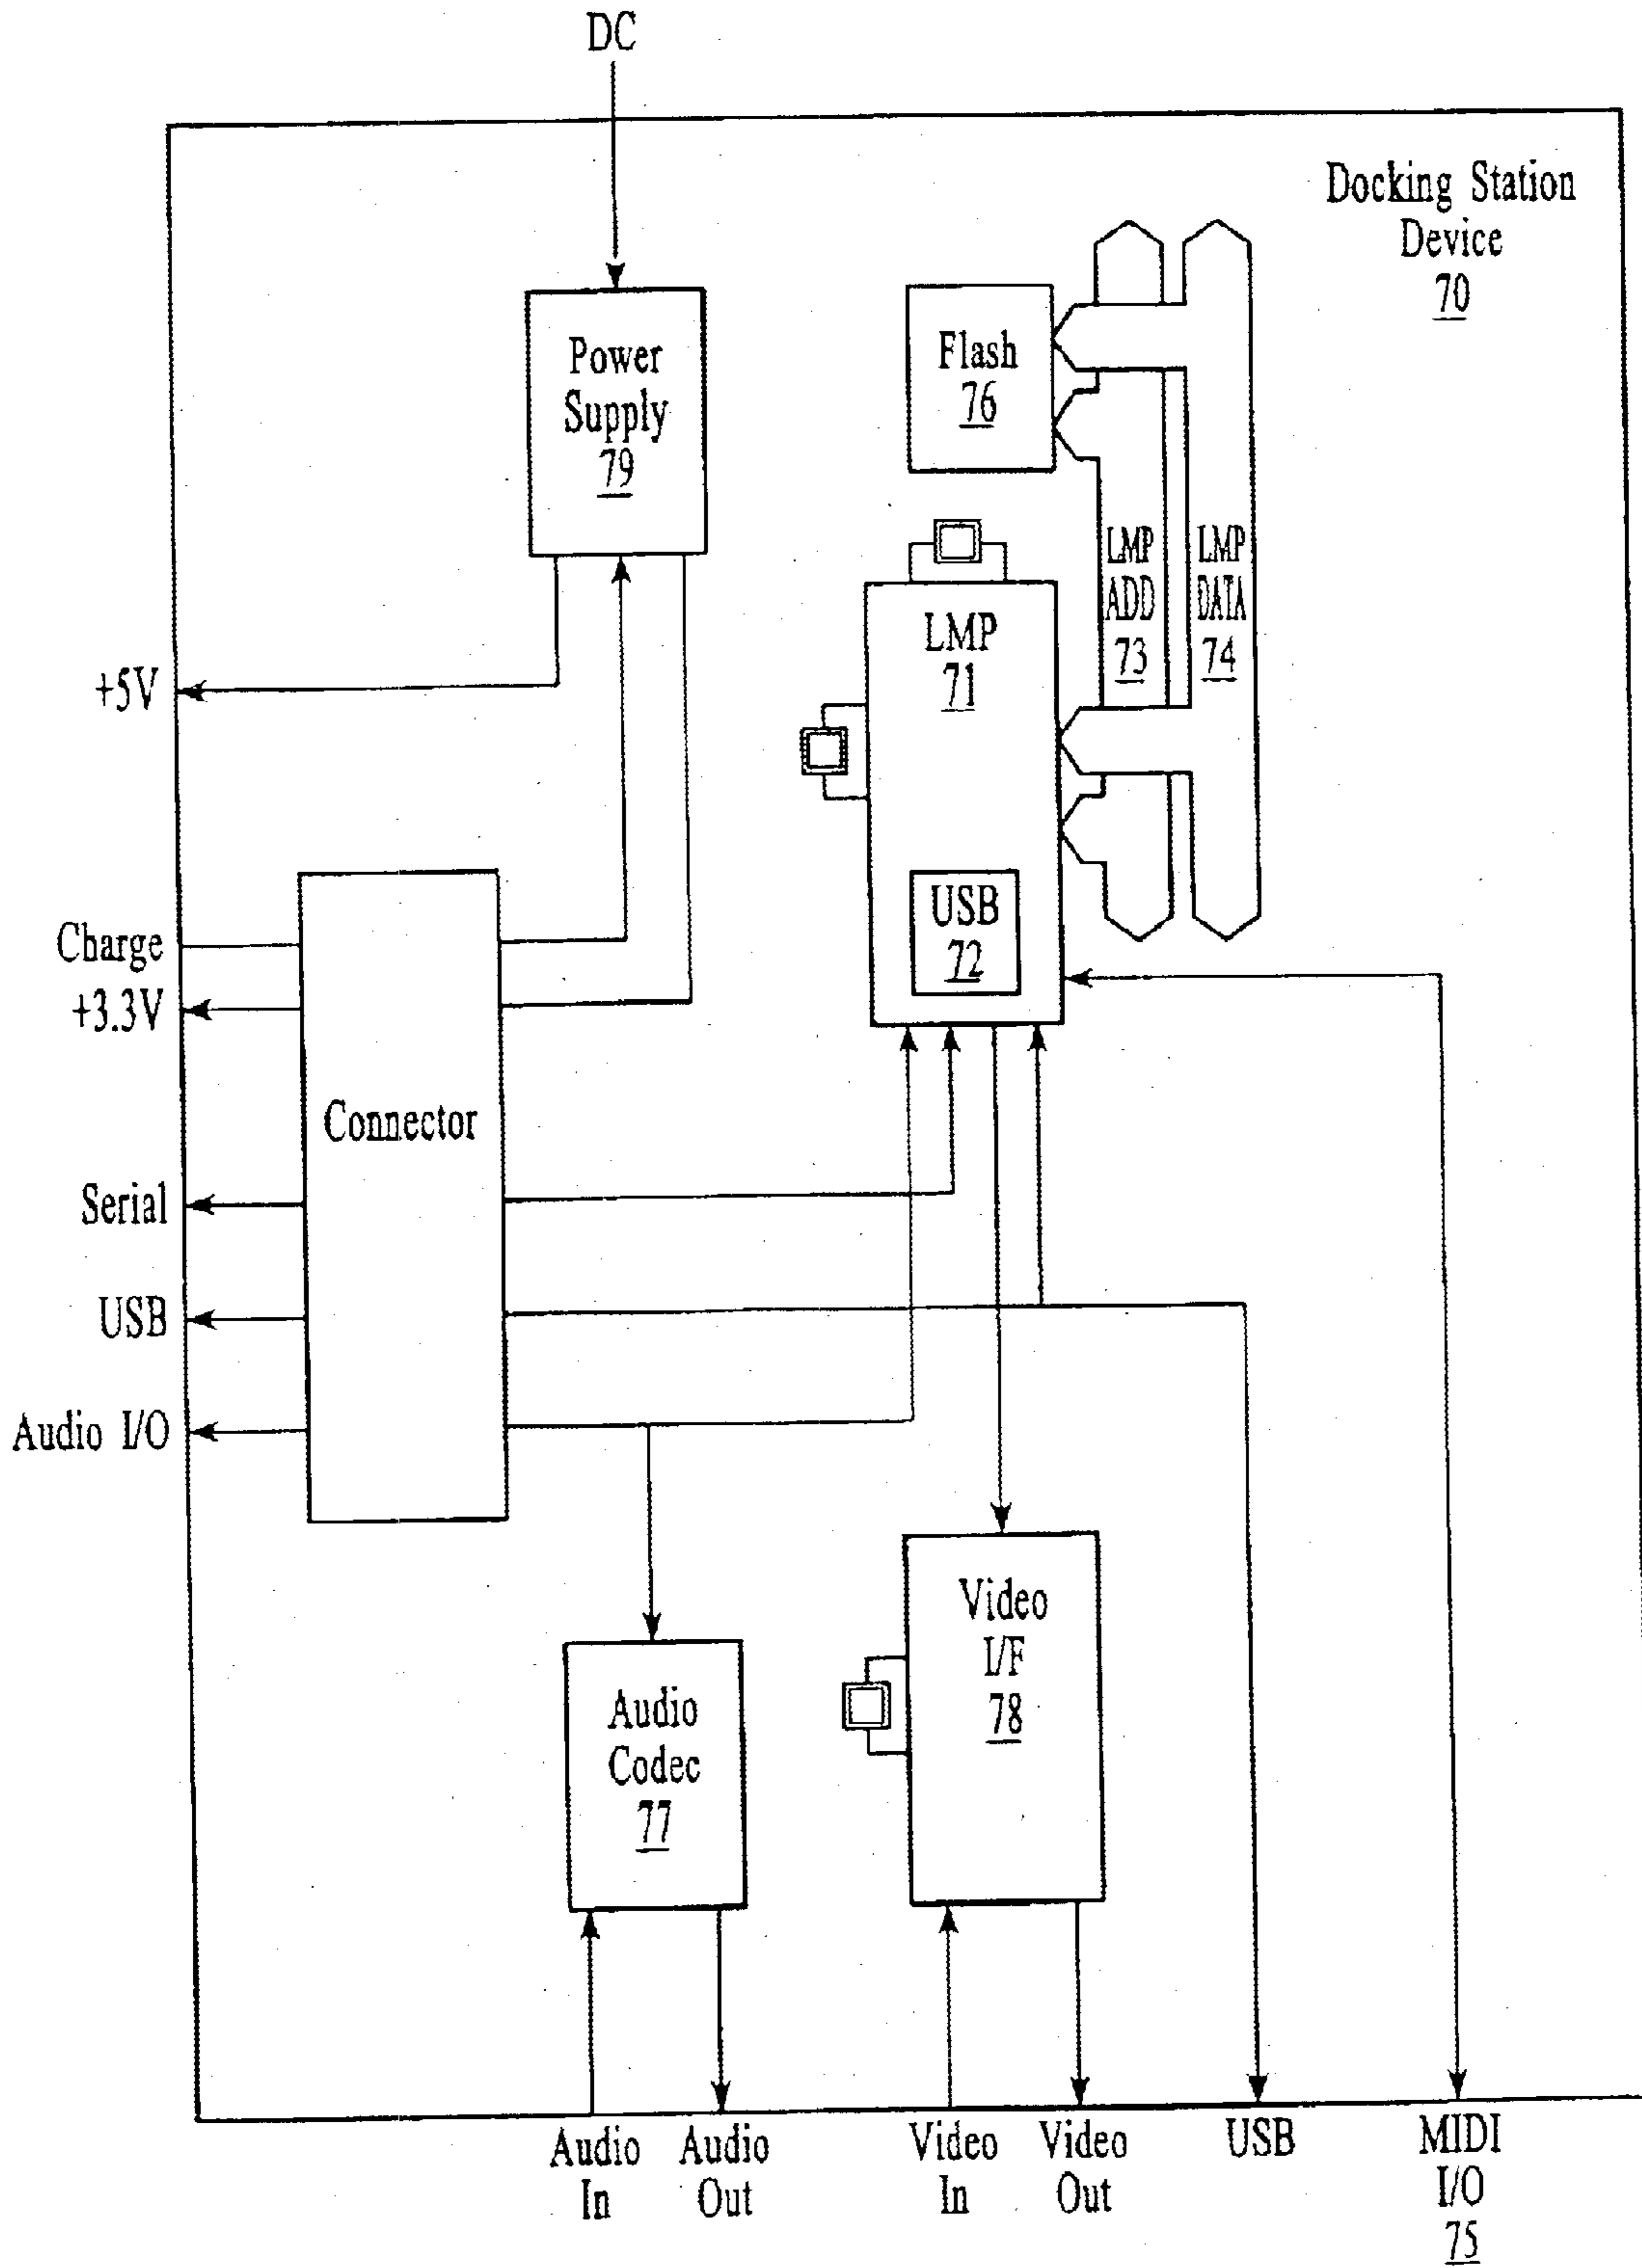 DC
Docking Station
Device
70
Power
Supply
79
Flash
76
LMP
ADD
73
LMP
DATA
74
LMP
71
+5V
USB
72
Charge
+3.3V
Connector
Serial
USB
Audio I/O
Video
I/F
78
Audio
Codec
77
Audio
In
Audio
Out
Video
In
Video
Out
USB
MIDI
I/O
75